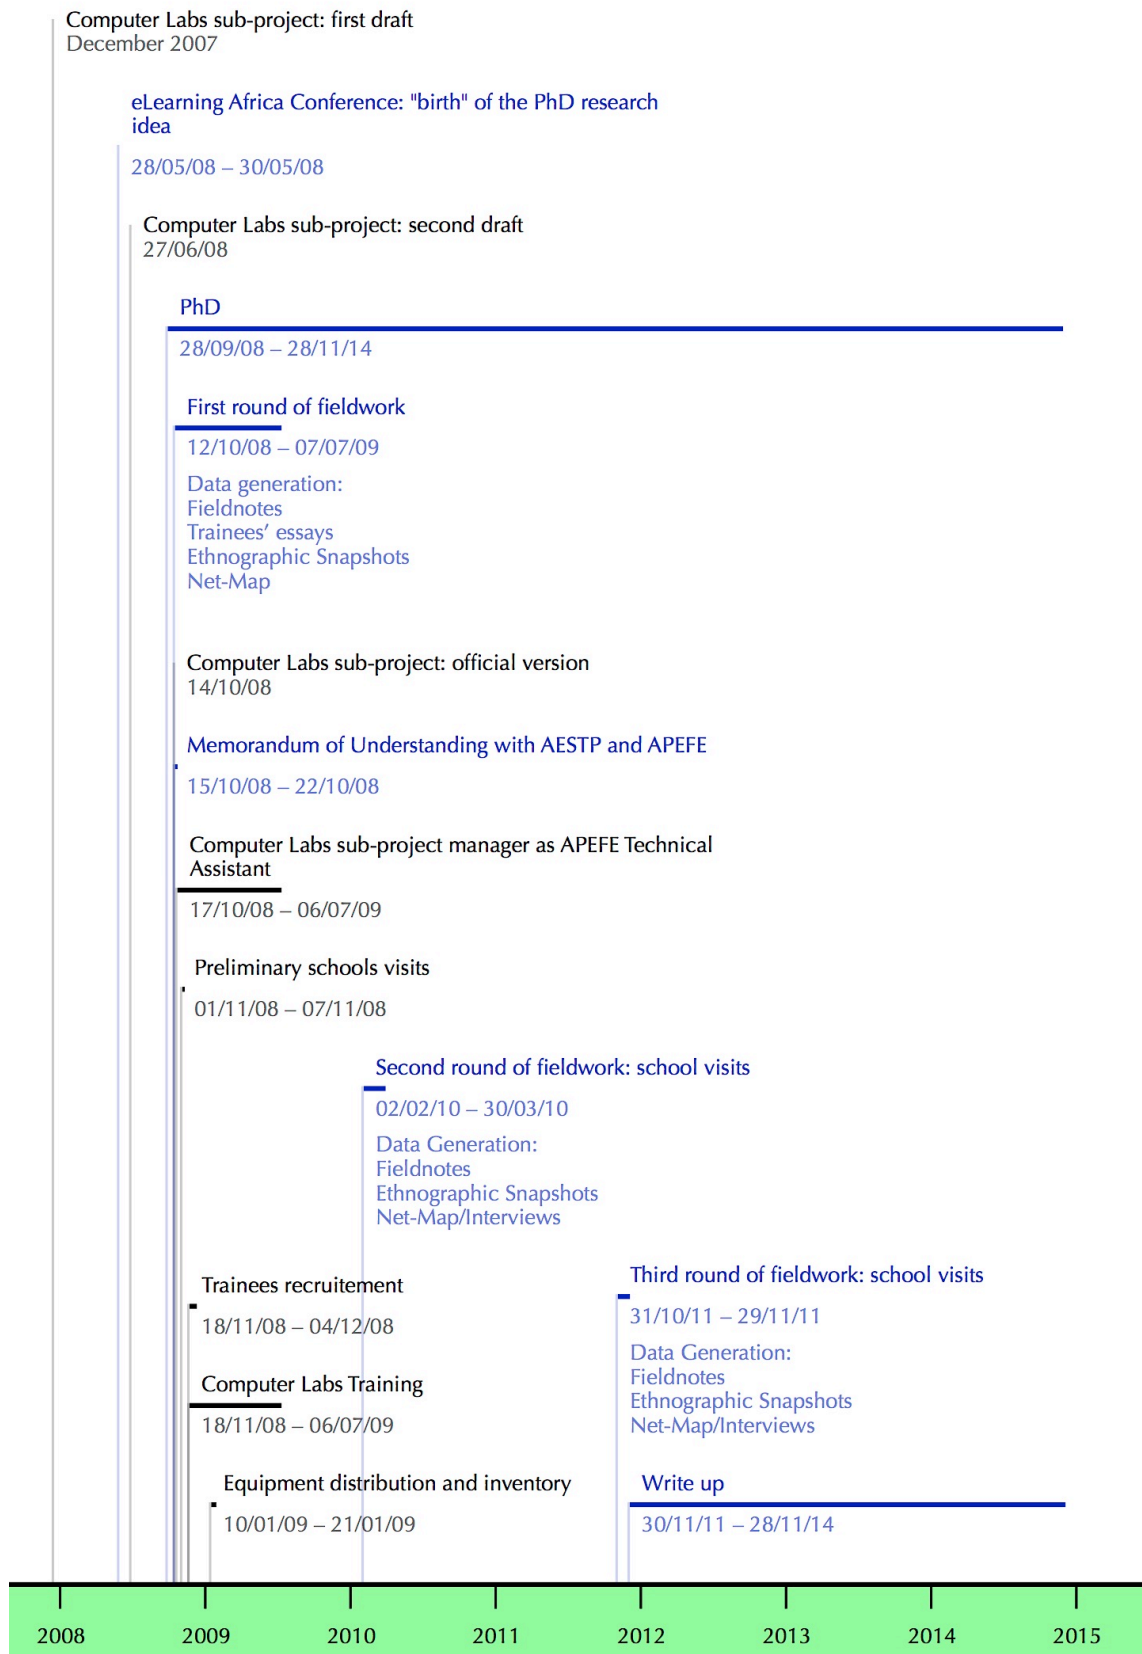 Computer Labs sub-project: first draft
December 2007
eLearning Africa Conference: "birth" of the PhD research
idea
28/05/08 – 30/05/08
Computer Labs sub-project: second draft
27/06/08
PhD
28/09/08 – 28/11/14
First round of fieldwork
12/10/08 – 07/07/09
Data generation:
Fieldnotes
Trainees’ essays
Ethnographic Snapshots
Net-Map
Computer Labs sub-project: official version
14/10/08
Memorandum of Understanding with AESTP and APEFE
15/10/08 – 22/10/08
Computer Labs sub-project manager as APEFE Technical
Assistant
17/10/08 – 06/07/09
Preliminary schools visits
01/11/08 – 07/11/08
Second round of fieldwork: school visits
02/02/10 – 30/03/10
Data Generation:
Fieldnotes
Ethnographic Snapshots
Net-Map/Interviews
Trainees recruitement
18/11/08 – 04/12/08
Third round of fieldwork: school visits
31/10/11 – 29/11/11
Data Generation:
Fieldnotes
Ethnographic Snapshots
Net-Map/Interviews
Computer Labs Training
18/11/08 – 06/07/09
Equipment distribution and inventory
10/01/09 – 21/01/09
Write up
30/11/11 – 28/11/14
2008 2009 2010 2011 2012 2013 2014 2015